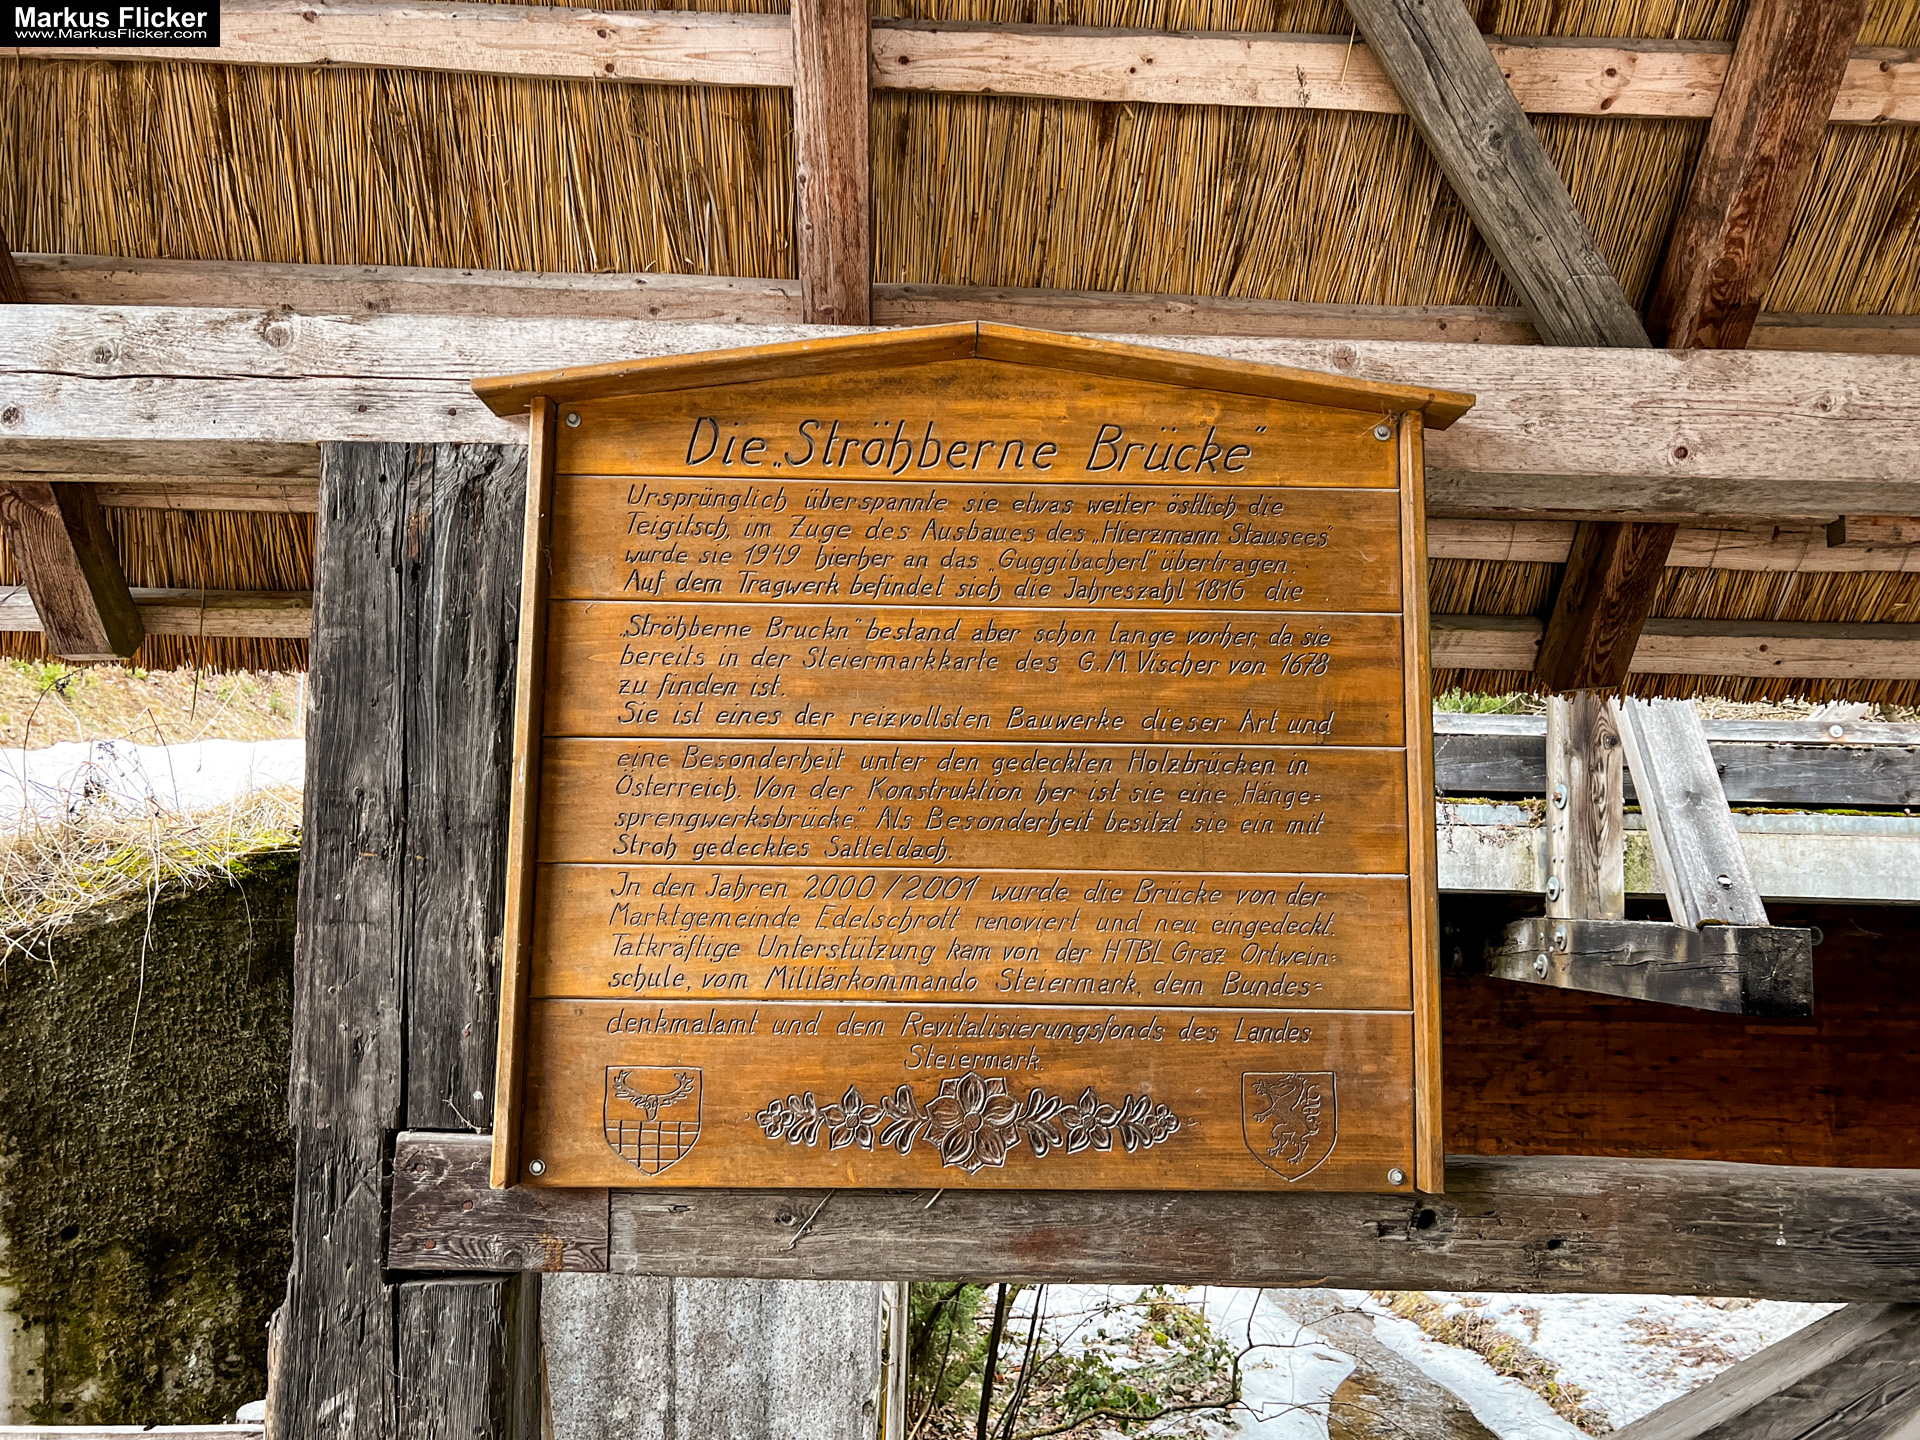 Markus Flicker
www.MarkusFlicker.com
Die „Ströhberne Brücke"
Ursprünglich überspannte sie etwas weiter östlich die
Teigitsch, im Zuge des Ausbaues des „Hierzmann Stausees"
wurde sie 1949 hierher an das „Guggibacherl" übertragen.
Auf dem Tragwerk befindet sich die Jahreszahl 1816 die
„Ströhberne Bruckn" bestand aber schon lange vorher, da sie
bereits in der Steiermarkkarte des G. M. Vischer von 1678
zu finden ist.
Sie ist eines der reizvollsten Bauwerke dieser Art und
eine Besonderheit unter den gedeckten Holzbrücken in
Österreich. Von der Konstruktion her ist sie eine „Hänge=
sprengwerksbrücke." Als Besonderheit besitzt sie ein mit
Stroh gedecktes Satteldach.
In den Jahren 2000/2001 wurde die Brücke von der
Marktgemeinde Edelschrott renoviert und neu eingedeckt.
Tatkräftige Unterstützung kam von der HTBL Graz Ortwein=
schule, vom Militärkommando Steiermark, dem Bundes=
denkmalamt und dem Revitalisierungsfonds des Landes
Steiermark.